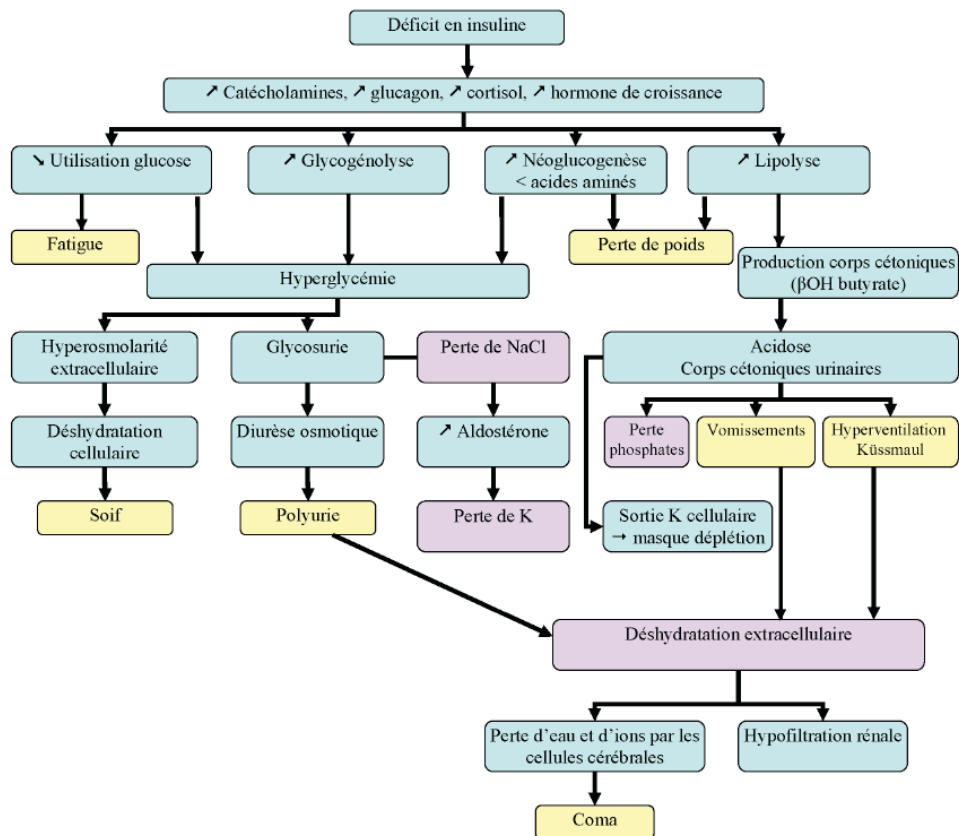 Déficit en insuline
↗ Catécholamines, ↗ glucagon, ↗ cortisol, ↗ hormone de croissance
↘ Utilisation glucose
↗ Glycogénolyse
↗ Néoglucogenèse
< acides aminés
↗ Lipolyse
Fatigue
Perte de poids
Hyperglycémie
Production corps cétoniques
(βOH butyrate)
Hyperosmolarité
extracellulaire
Glycosurie
Perte de NaCl
Acidose
Corps cétoniques urinaires
Déshydratation
cellulaire
Diurèse osmotique
↗ Aldostérone
Perte
phosphates
Vomissements
Hyperventilation
Küssmaul
Soif
Polyurie
Perte de K
Sortie K cellulaire
→ masque déplétion
Déshydratation extracellulaire
Perte d’eau et d’ions par les
cellules cérébrales
Hypofiltration rénale
Coma